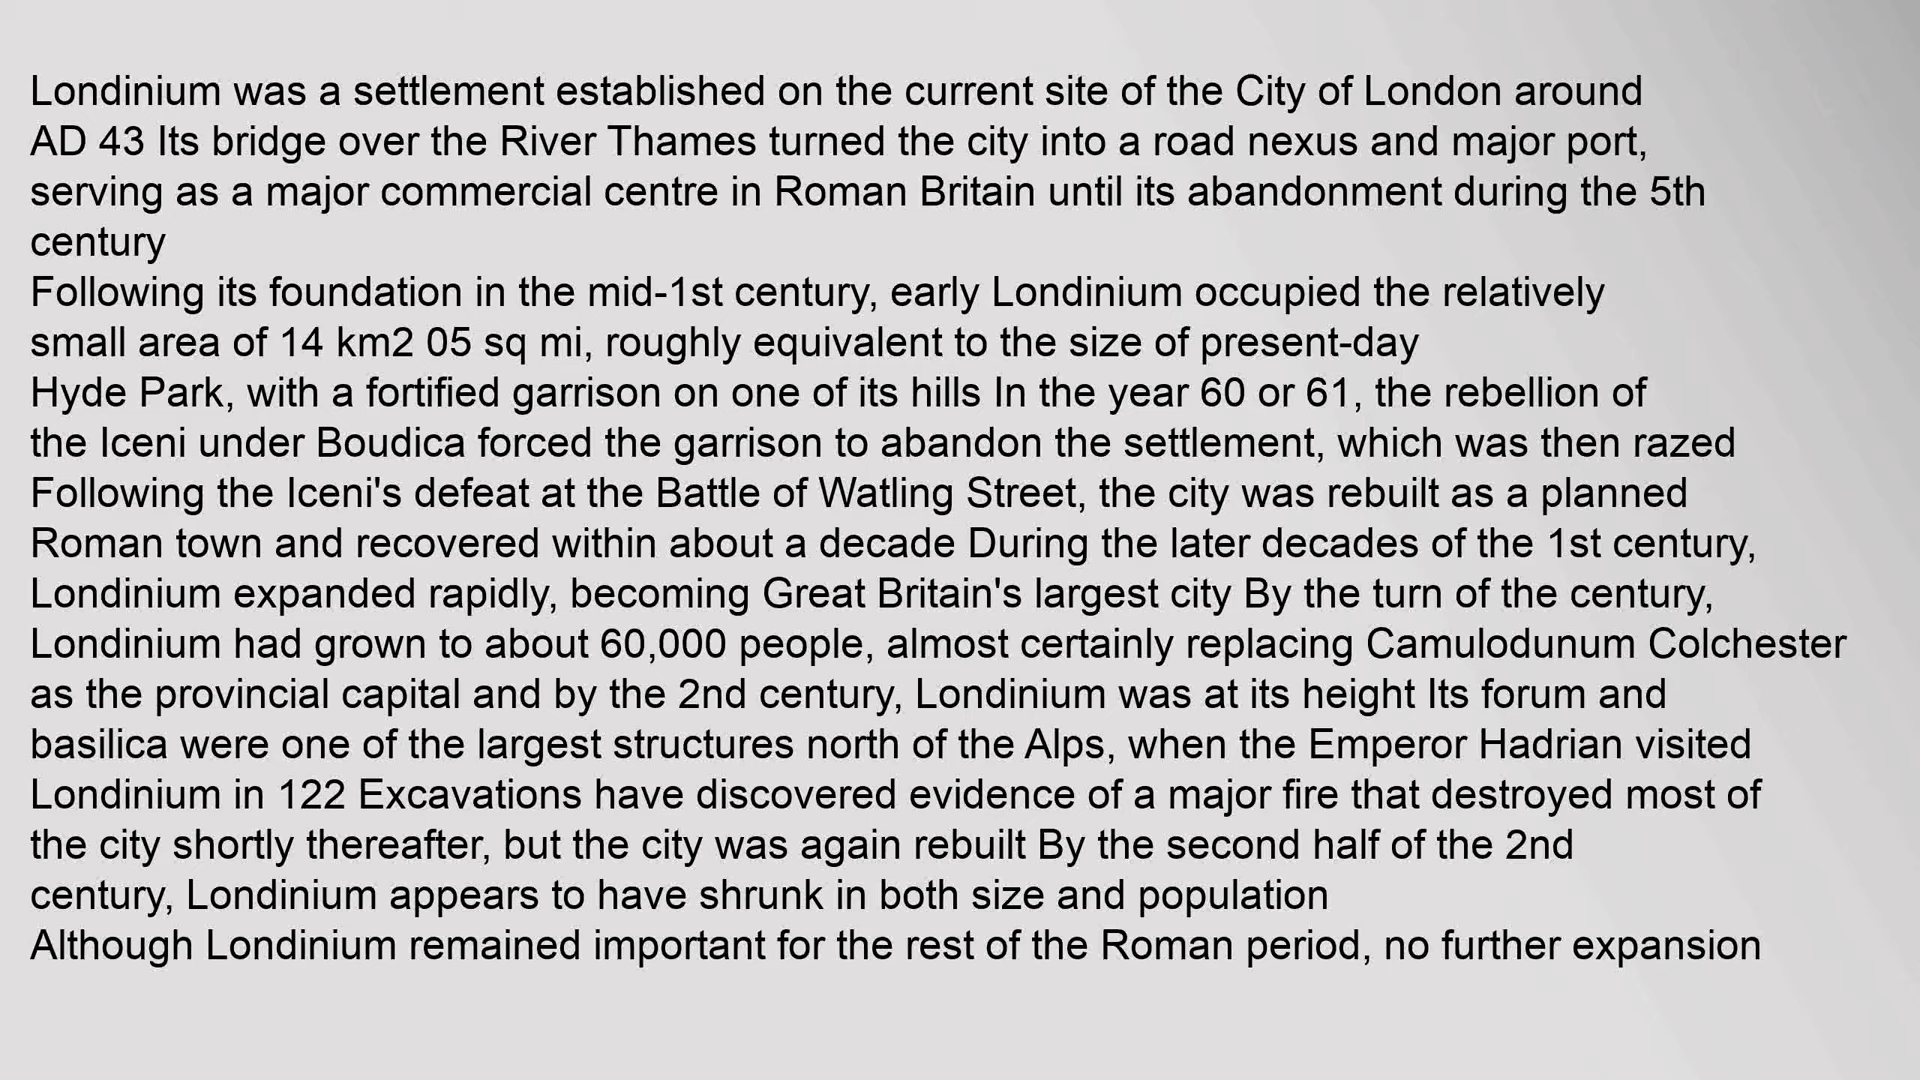 Londinium was a settlement established on the current site of the City of London around
AD 43 Its bridge over the River Thames turned the city into a road nexus and major port,
serving as a major commercial centre in Roman Britain until its abandonment during the 5th
century
Following its foundation in the mid-1st century, early Londinium occupied the relatively
small area of 14 km2 05 sq mi, roughly equivalent to the size of present-day
Hyde Park, with a fortified garrison on one of its hills In the year 60 or 61, the rebellion of
the Iceni under Boudica forced the garrison to abandon the settlement, which was then razed
Following the Iceni's defeat at the Battle of Watling Street, the city was rebuilt as a planned
Roman town and recovered within about a decade During the later decades of the 1st century,
Londinium expanded rapidly, becoming Great Britain's largest city By the turn of the century,
Londinium had grown to about 60,000 people, almost certainly replacing Camulodunum Colchester
as the provincial capital and by the 2nd century, Londinium was at its height Its forum and
basilica were one of the largest structures north of the Alps, when the Emperor Hadrian visited
Londinium in 122 Excavations have discovered evidence of a major fire that destroyed most of
the city shortly thereafter, but the city was again rebuilt By the second half of the 2nd
century, Londinium appears to have shrunk in both size and population
Although Londinium remained important for the rest of the Roman period, no further expansion